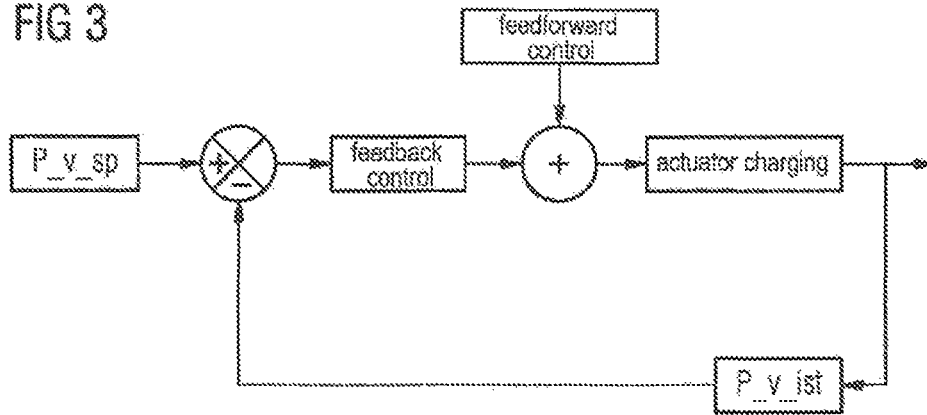 FIG 3
feedforward
control
P_v_sp
+
−
feedback
control
+
actuator charging
P_v_ist